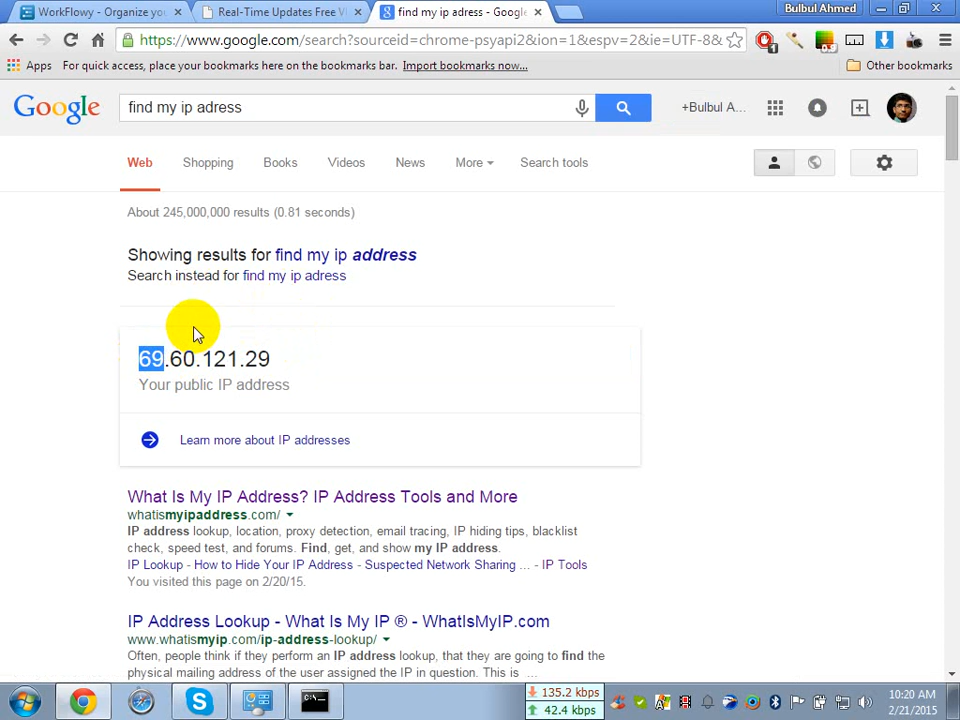 WorkFlowy - Organize you
Real-Time Updates Free V
find my ip adress - Google
Bulbul Ahmed
https://www.google.com/search?sourceid=chrome-psyapi2&ion=1&espv=2&ie=UTF-8&
Apps
For quick access, place your bookmarks here on the bookmarks bar. Import bookmarks now...
Other bookmarks
Google
find my ip adress
+Bulbul A...
Web
Shopping
Books
Videos
News
More
Search tools
About 245,000,000 results (0.81 seconds)
Showing results for find my ip address
Search instead for find my ip adress
69.60.121.29
Your public IP address
Learn more about IP addresses
What Is My IP Address? IP Address Tools and More
whatismyipaddress.com/
IP address lookup, location, proxy detection, email tracing, IP hiding tips, blacklist
check, speed test, and forums. Find, get, and show my IP address.
IP Lookup - How to Hide Your IP Address - Suspected Network Sharing ... - IP Tools
You visited this page on 2/20/15.
IP Address Lookup - What Is My IP ® - WhatIsMyIP.com
www.whatismyip.com/ip-address-lookup/
Often, people think if they perform an IP address lookup, that they are going to find the
physical mailing address of the user assigned the IP in question. This is ...
135.2 kbps
42.4 kbps
10:20 AM
2/21/2015